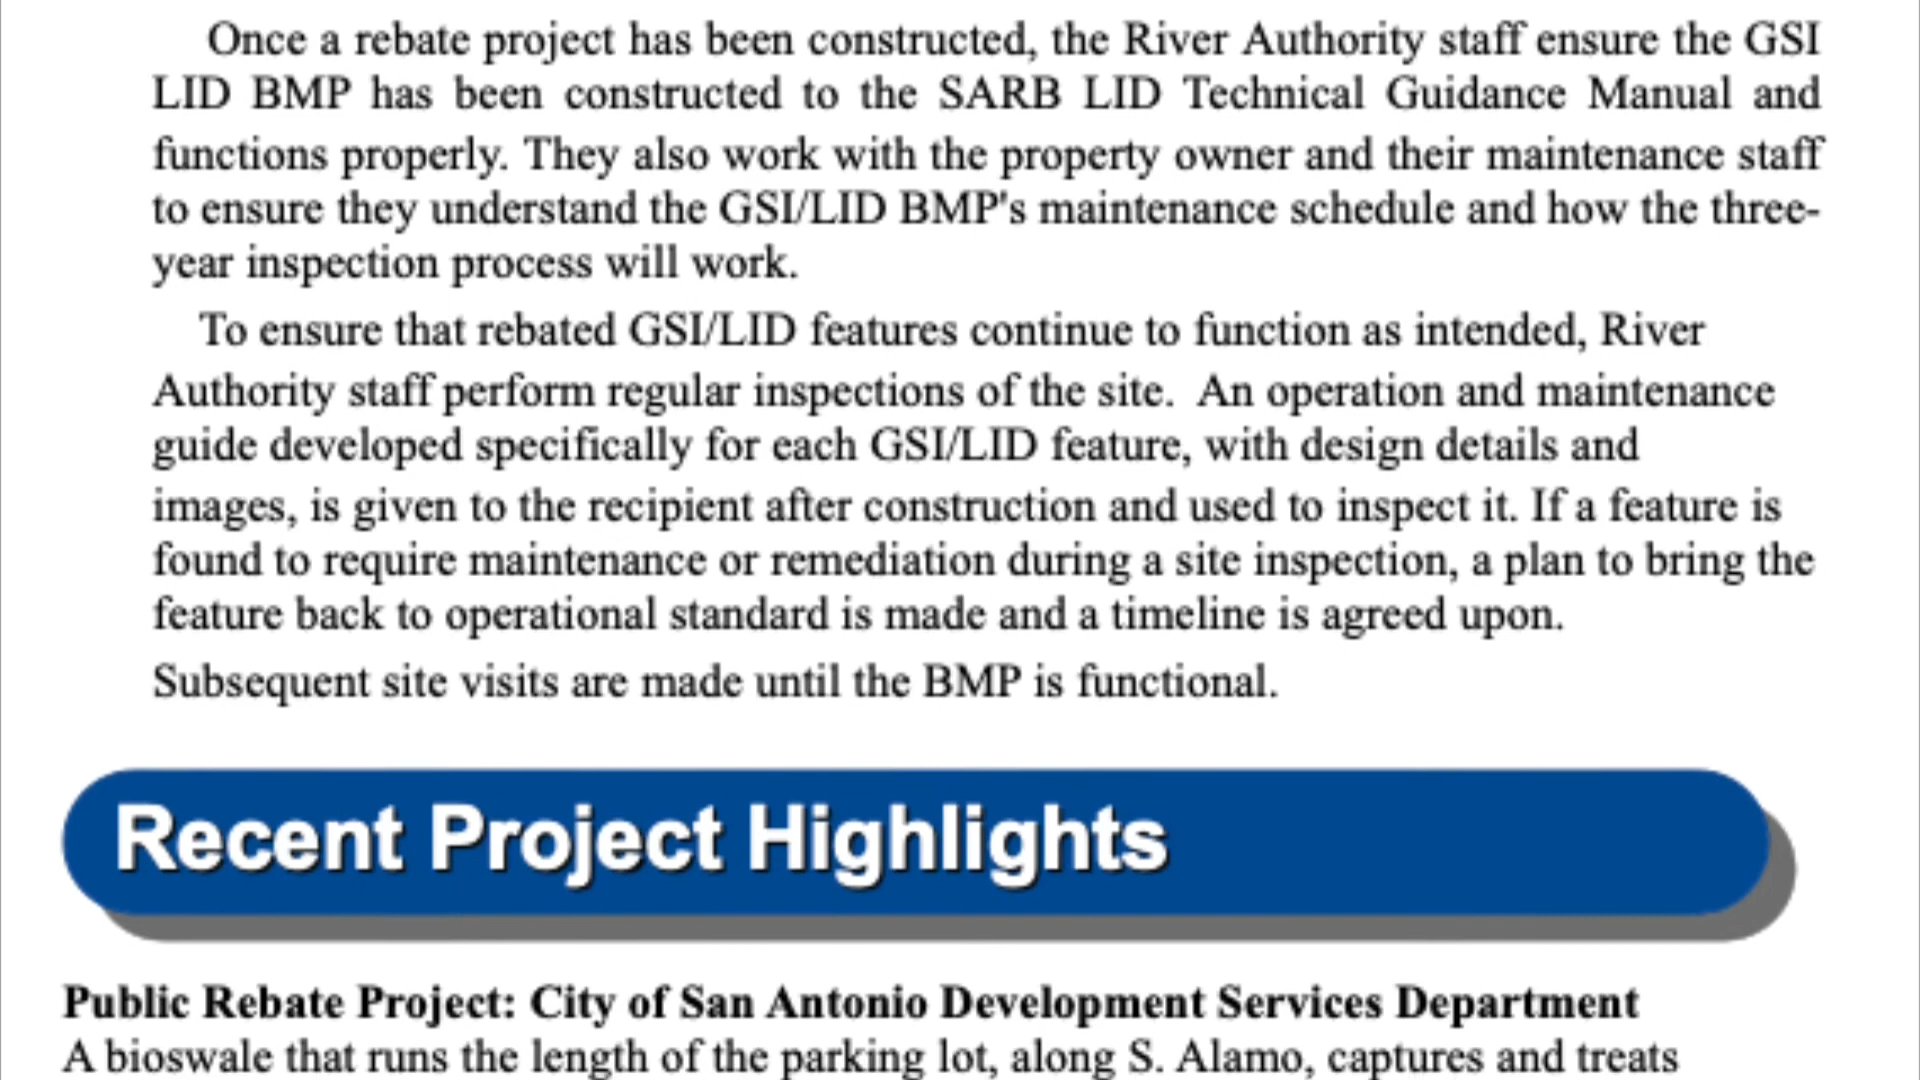 Once a rebate project has been constructed, the River Authority staff ensure the GSI
LID BMP has been constructed to the SARB LID Technical Guidance Manual and
functions properly. They also work with the property owner and their maintenance staff
to ensure they understand the GSI/LID BMP's maintenance schedule and how the three-
year inspection process will work.
To ensure that rebated GSI/LID features continue to function as intended, River
Authority staff perform regular inspections of the site.  An operation and maintenance
guide developed specifically for each GSI/LID feature, with design details and
images, is given to the recipient after construction and used to inspect it. If a feature is
found to require maintenance or remediation during a site inspection, a plan to bring the
feature back to operational standard is made and a timeline is agreed upon.
Subsequent site visits are made until the BMP is functional.
Recent Project Highlights
Public Rebate Project: City of San Antonio Development Services Department
A bioswale that runs the length of the parking lot, along S. Alamo, captures and treats